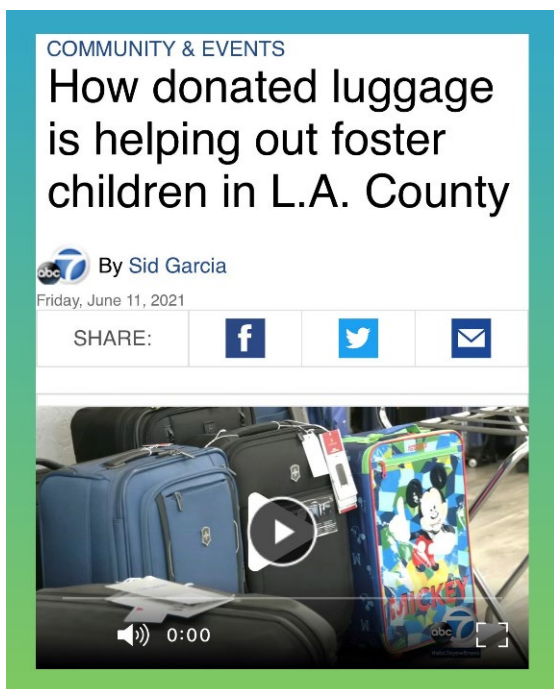 COMMUNITY & EVENTS
How donated luggage
is helping out foster
children in L.A. County
abc 7 By Sid Garcia
Friday, June 11, 2021
SHARE:
0:00
MICKEY
abc 7